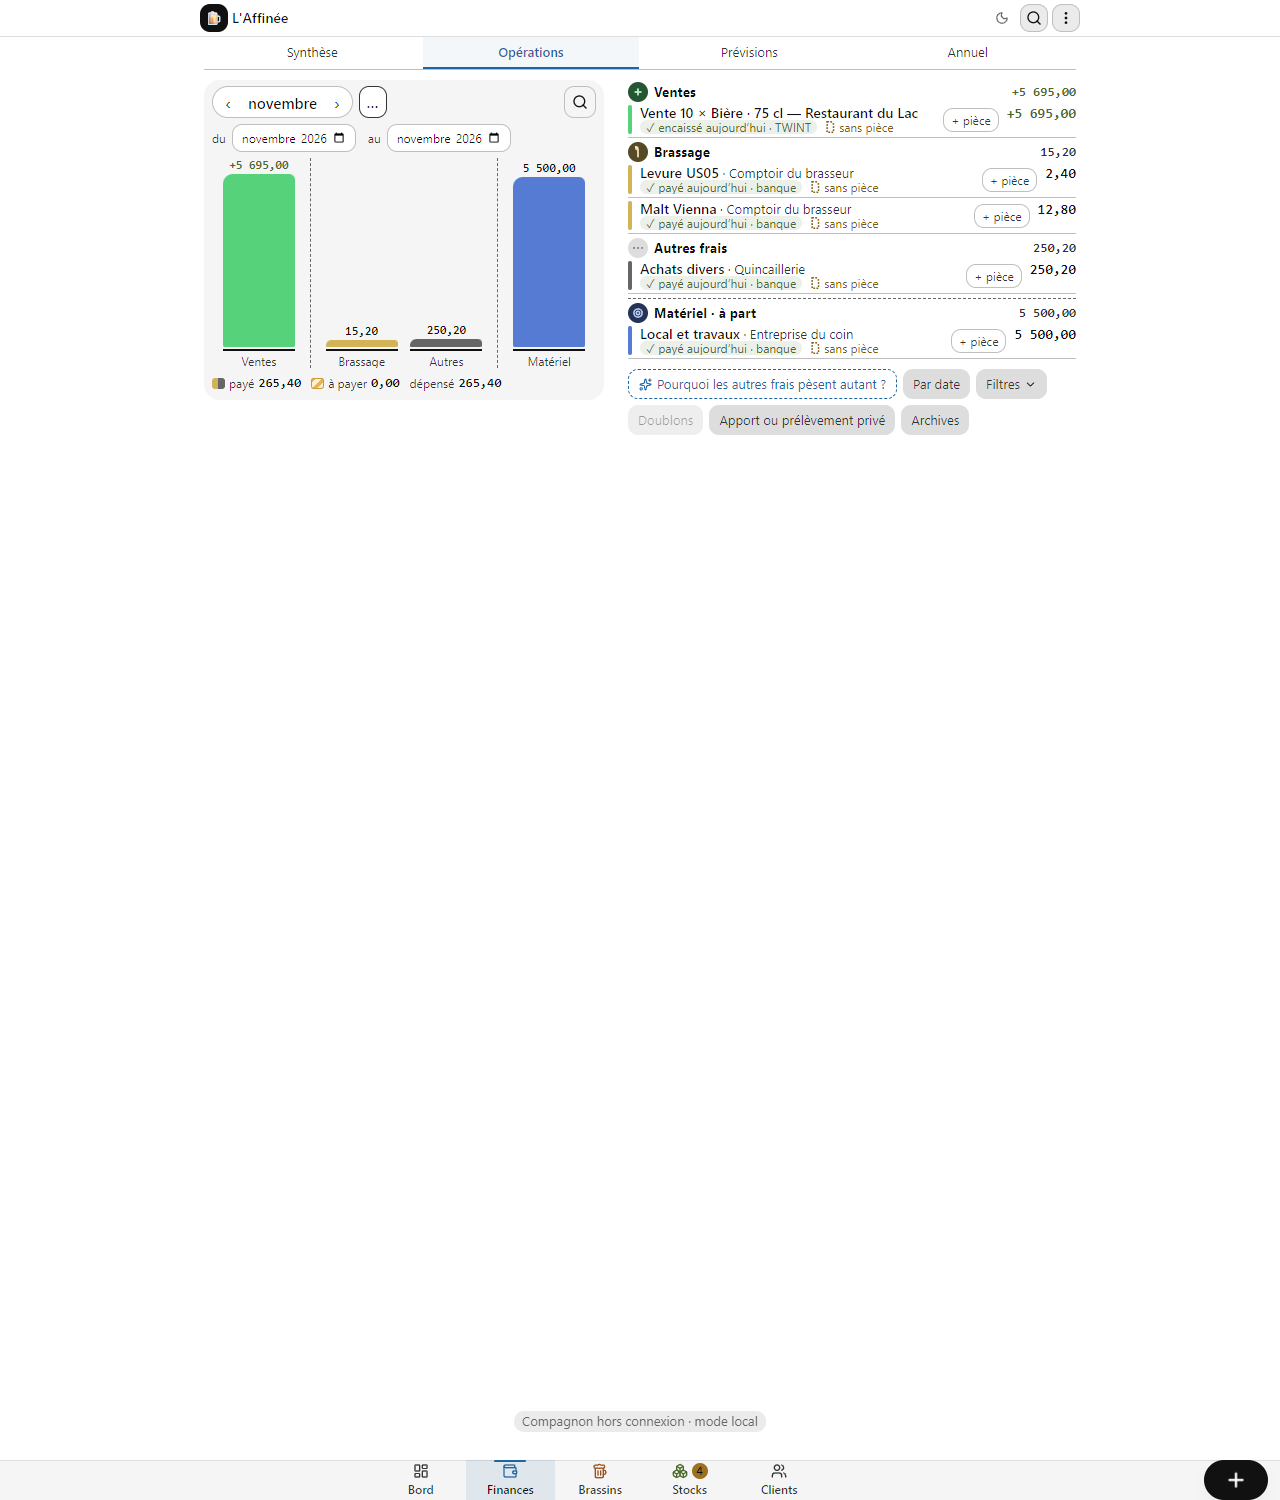 L'Affinée
Synthèse
Opérations
Prévisions
Annuel
‹ novembre ›
...
du novembre 2026 au novembre 2026
+5 695,00
5 500,00
15,20
250,20
Ventes
Brassage
Autres
Matériel
payé 265,40 à payer 0,00 dépensé 265,40
Ventes +5 695,00
Vente 10 × Bière · 75 cl — Restaurant du Lac + pièce +5 695,00
✓ encaissé aujourd'hui · TWINT sans pièce
Brassage 15,20
Levure US05 · Comptoir du brasseur + pièce 2,40
✓ payé aujourd'hui · banque sans pièce
Malt Vienna · Comptoir du brasseur + pièce 12,80
✓ payé aujourd'hui · banque sans pièce
Autres frais 250,20
Achats divers · Quincaillerie + pièce 250,20
✓ payé aujourd'hui · banque sans pièce
Matériel · à part 5 500,00
Local et travaux · Entreprise du coin + pièce 5 500,00
✓ payé aujourd'hui · banque sans pièce
Pourquoi les autres frais pèsent autant ? Par date Filtres
Doublons Apport ou prélèvement privé Archives
Compagnon hors connexion · mode local
4
Bord
Finances
Brassins
Stocks
Clients